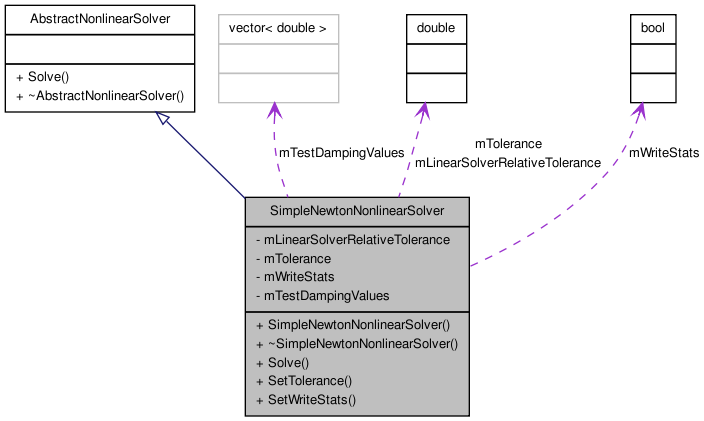 AbstractNonlinearSolver
+ Solve()
+ ~AbstractNonlinearSolver()
vector< double >
double
bool
mTestDampingValues
mTolerance
mLinearSolverRelativeTolerance
mWriteStats
SimpleNewtonNonlinearSolver
- mLinearSolverRelativeTolerance
- mTolerance
- mWriteStats
- mTestDampingValues
+ SimpleNewtonNonlinearSolver()
+ ~SimpleNewtonNonlinearSolver()
+ Solve()
+ SetTolerance()
+ SetWriteStats()